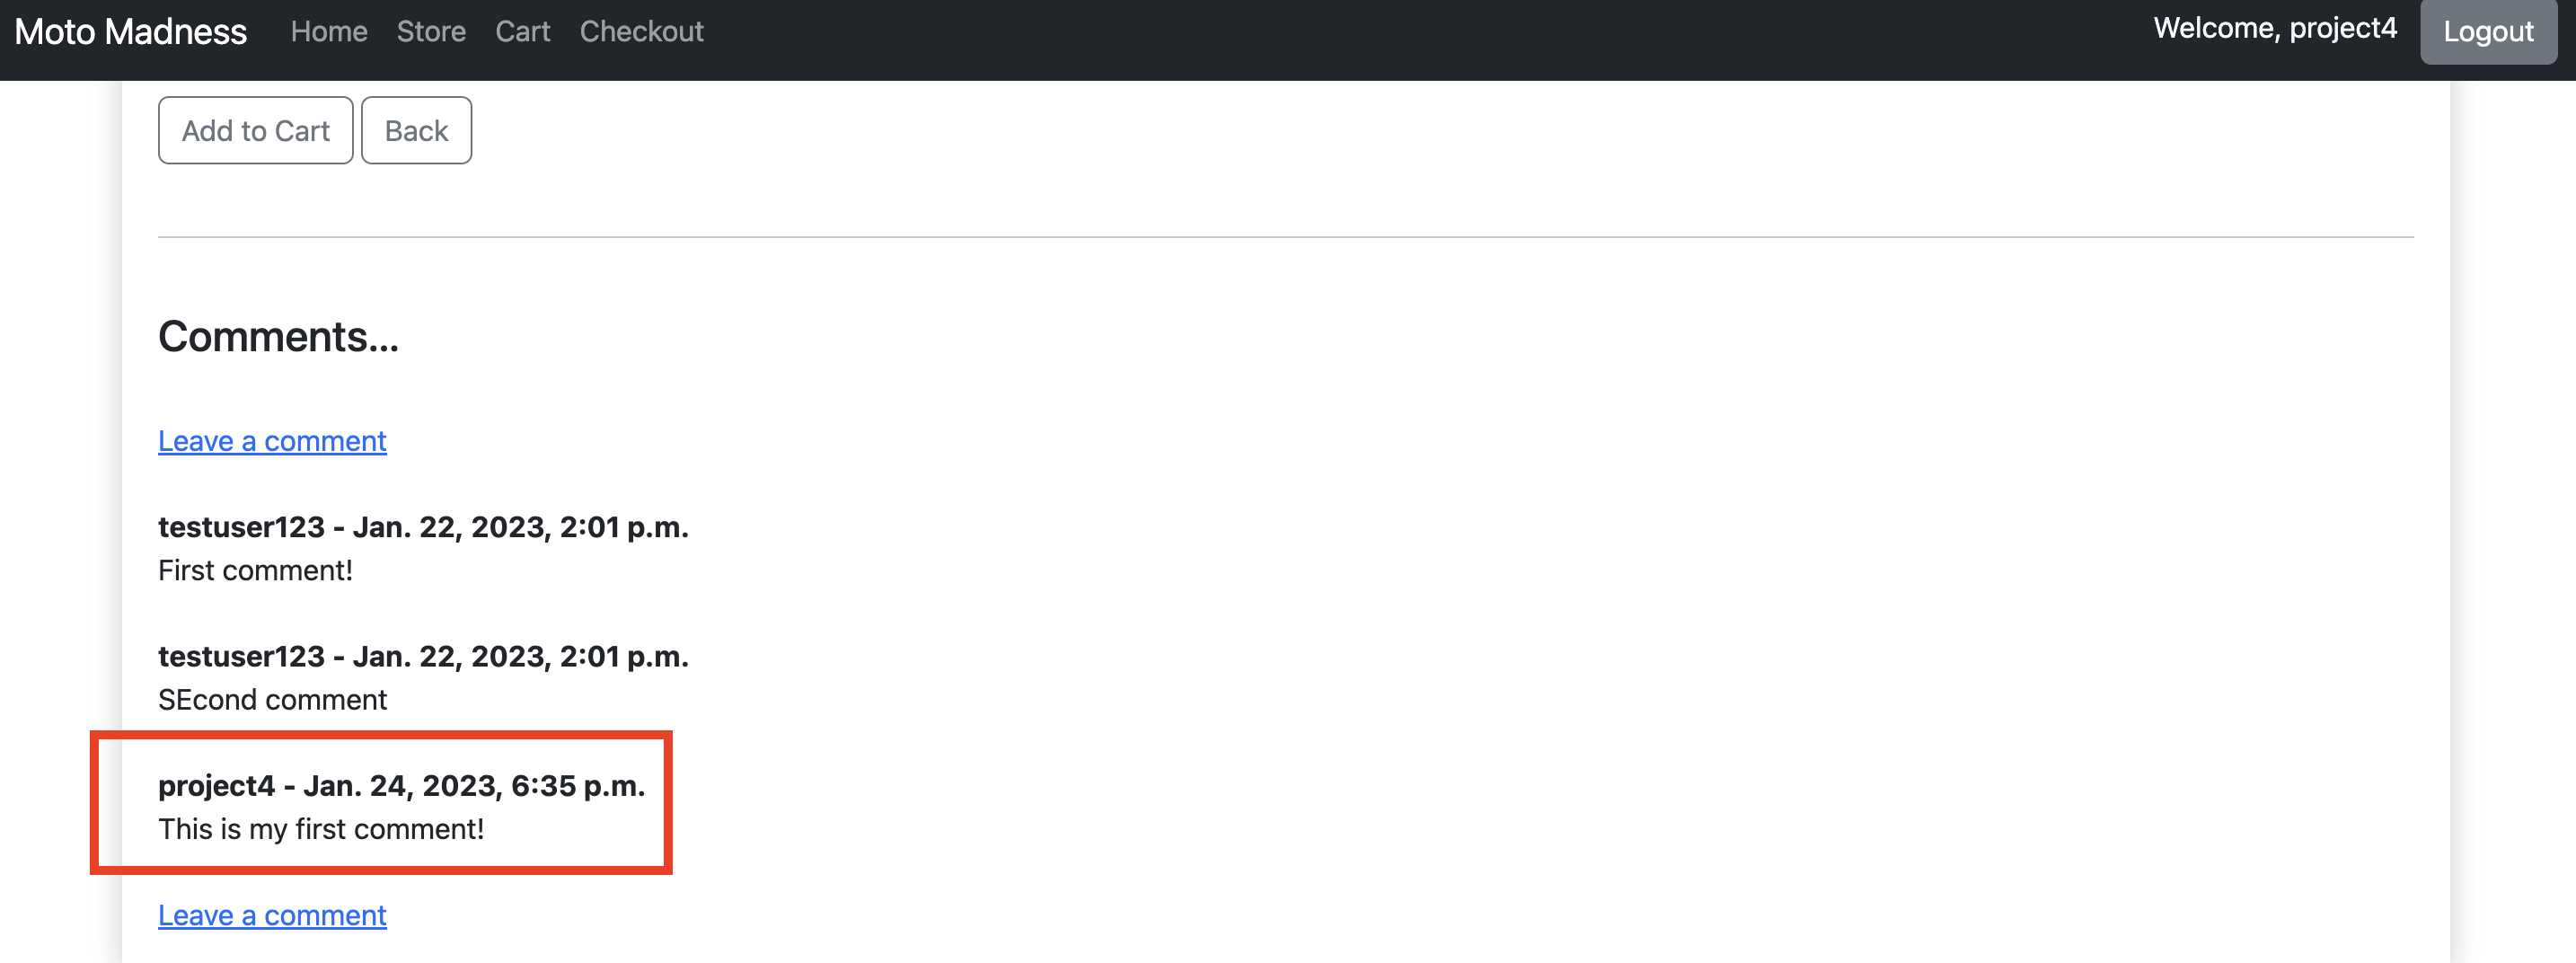 Moto Madness Home Store Cart Checkout Welcome, project4 Logout
Add to Cart Back
Comments...
Leave a comment
testuser123 - Jan. 22, 2023, 2:01 p.m.
First comment!
testuser123 - Jan. 22, 2023, 2:01 p.m.
SEcond comment
project4 - Jan. 24, 2023, 6:35 p.m.
This is my first comment!
Leave a comment